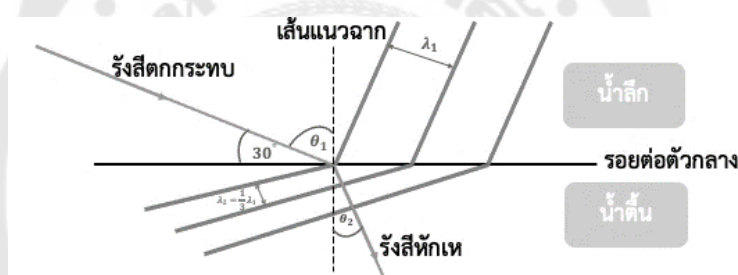 เส้นแนวฉาก
λ₁
รังสีตกกระทบ
น้ำลึก
θ₁
30°
รอยต่อตัวกลาง
λ₂ = 1/3 λ₁
น้ำตื้น
θ₂
รังสีหักเห